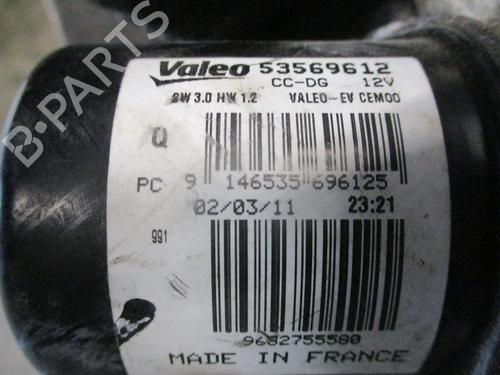 Valeo 53569612
CC-DG 12V
SW 3.0 HW 1.2 VALEO-EV CEM00
Q
PC 9 146535 696125
02/03/11 23:21
991
9682755580
MADE IN FRANCE
B-PARTS